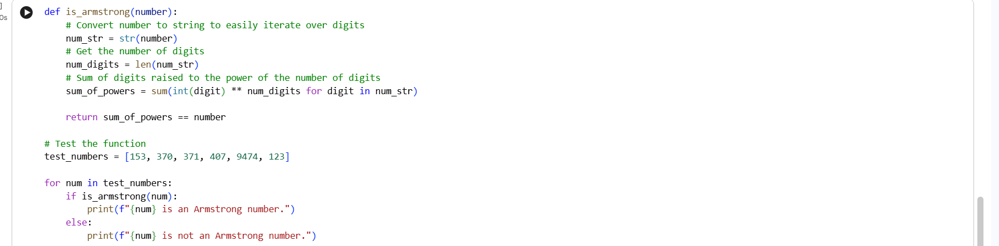 ]
0s
def is_armstrong(number):
    # Convert number to string to easily iterate over digits
    num_str = str(number)
    # Get the number of digits
    num_digits = len(num_str)
    # Sum of digits raised to the power of the number of digits
    sum_of_powers = sum(int(digit) ** num_digits for digit in num_str)
    return sum_of_powers == number
# Test the function
test_numbers = [153, 370, 371, 407, 9474, 123]
for num in test_numbers:
    if is_armstrong(num):
        print(f"{num} is an Armstrong number.")
    else:
        print(f"{num} is not an Armstrong number.")